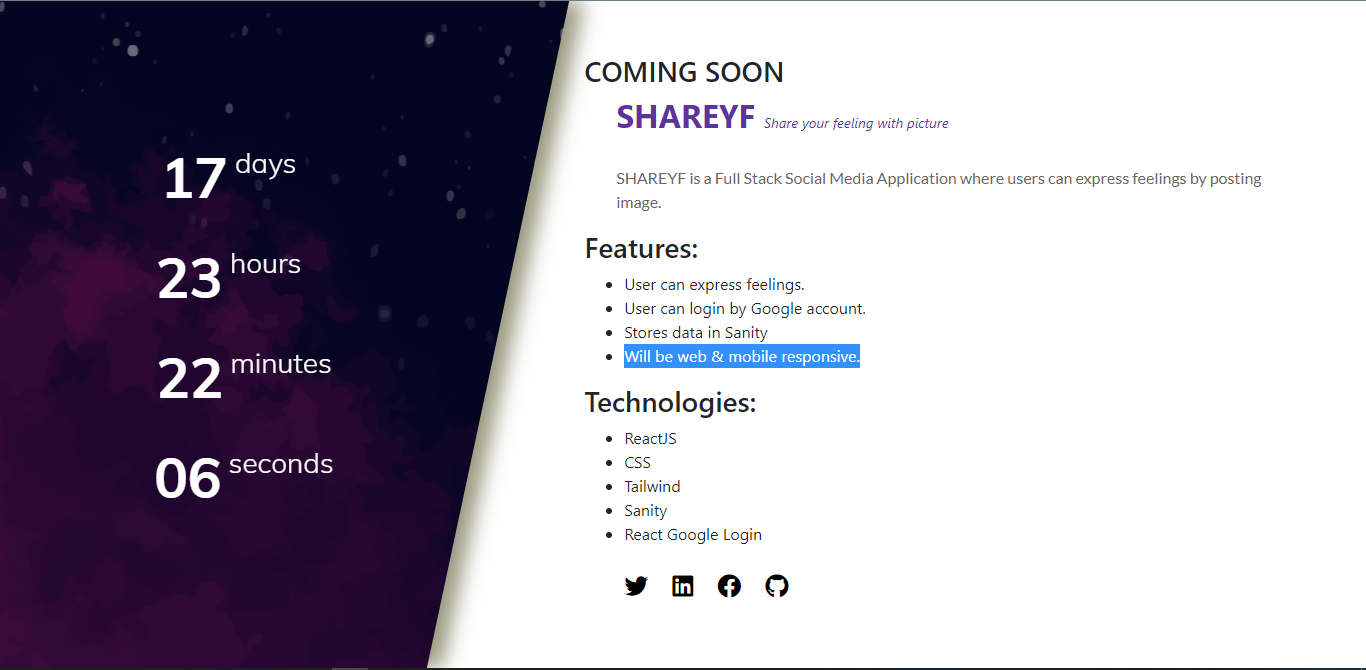 17 days
23 hours
22 minutes
06 seconds
COMING SOON
SHAREYF Share your feeling with picture
SHAREYF is a Full Stack Social Media Application where users can express feelings by posting
image.
Features:
User can express feelings.
User can login by Google account.
Stores data in Sanity
Will be web & mobile responsive.
Technologies:
ReactJS
CSS
Tailwind
Sanity
React Google Login